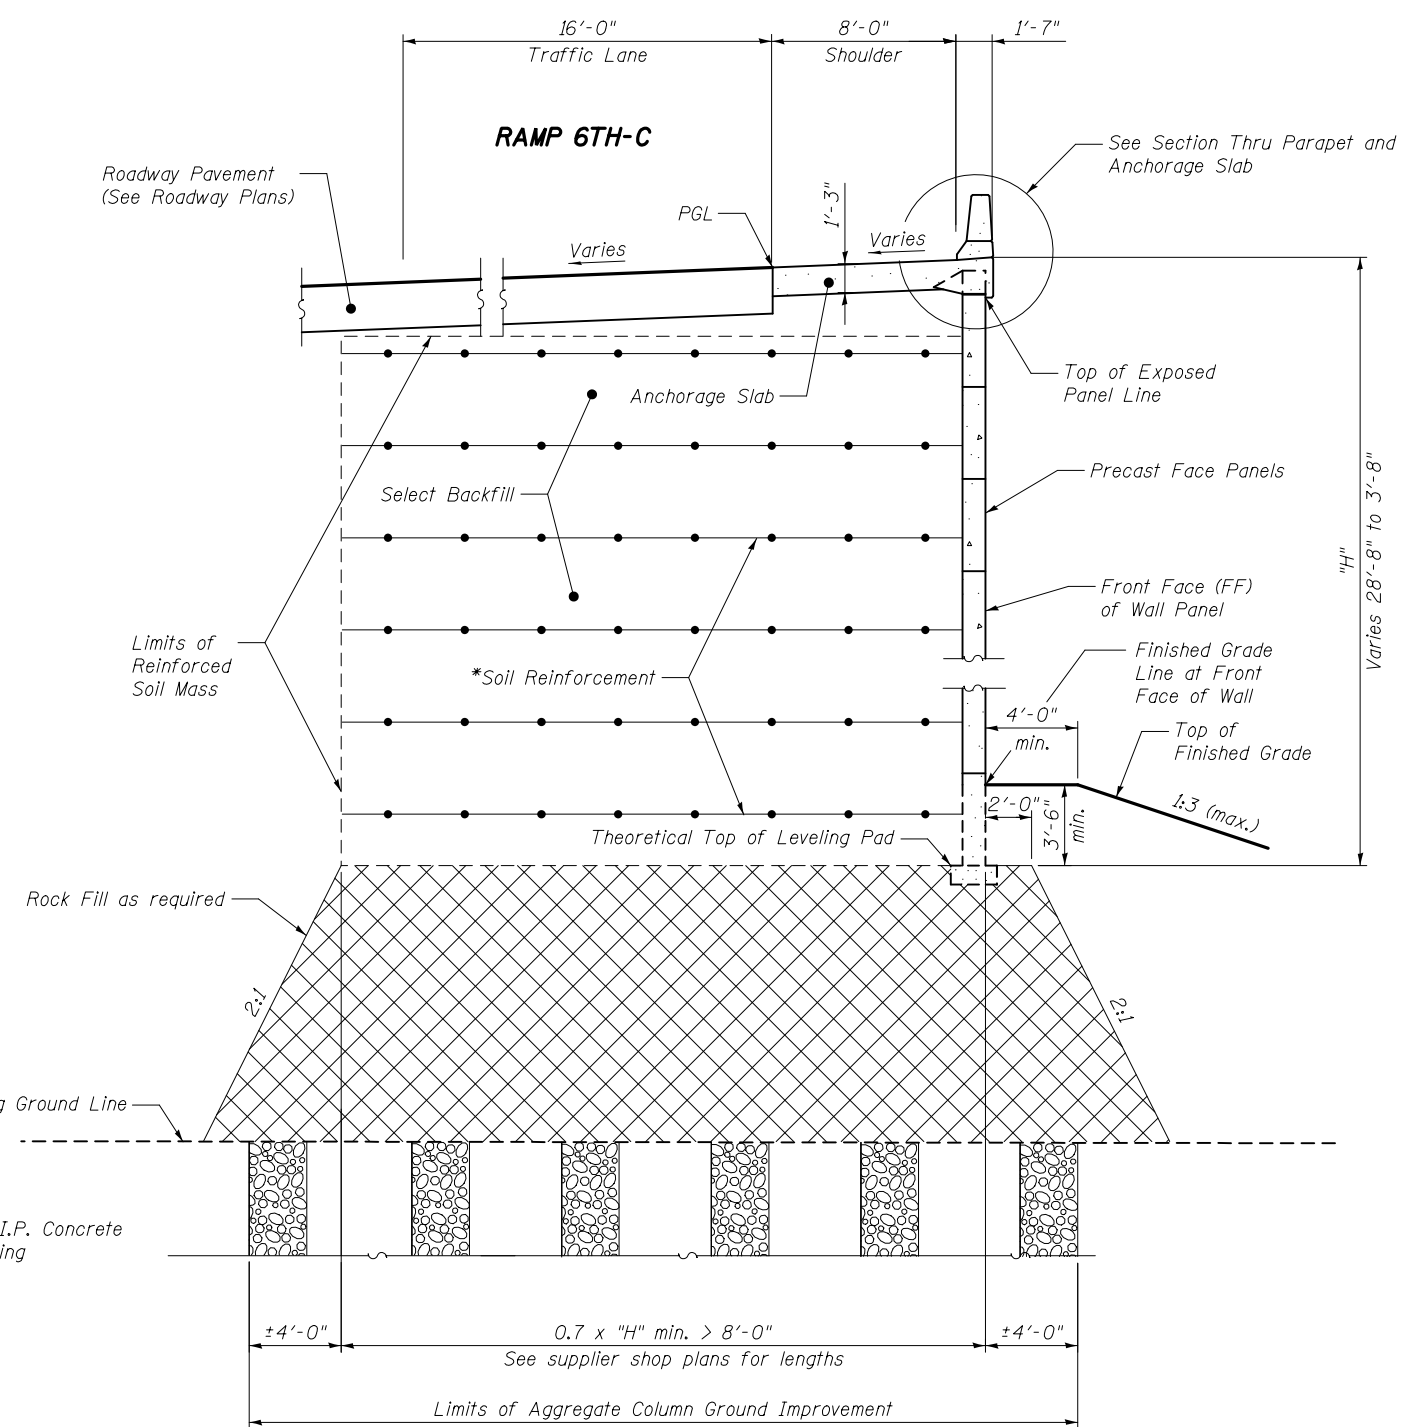 16'-0"
Traffic Lane
8'-0"
Shoulder
1'-7"
RAMP 6TH-C
See Section Thru Parapet and
Anchorage Slab
Roadway Pavement
(See Roadway Plans)
PGL
1'-3"
Varies
Varies
Top of Exposed
Panel Line
Anchorage Slab
Precast Face Panels
Select Backfill
"H"
Varies 28'-8" to 3'-8"
Front Face (FF)
of Wall Panel
Limits of
Reinforced
Soil Mass
*Soil Reinforcement
Finished Grade
Line at Front
Face of Wall
4'-0"
min.
Top of
Finished Grade
1:3 (max.)
2'-0"
3'-6"
min.
Theoretical Top of Leveling Pad
Rock Fill as required
2:1
2:1
g Ground Line
I.P. Concrete
ing
±4'-0"
0.7 x "H" min. > 8'-0"
±4'-0"
See supplier shop plans for lengths
Limits of Aggregate Column Ground Improvement